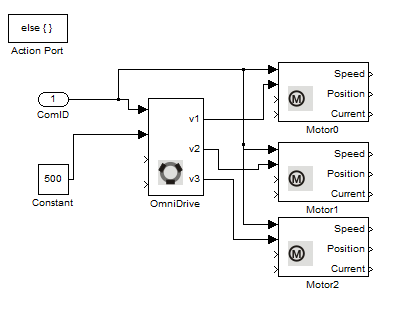 else { }
Action Port
1
ComID
500
Constant
v1
v2
v3
OmniDrive
Speed
Position
Current
M
Motor0
Speed
Position
Current
M
Motor1
Speed
Position
Current
M
Motor2